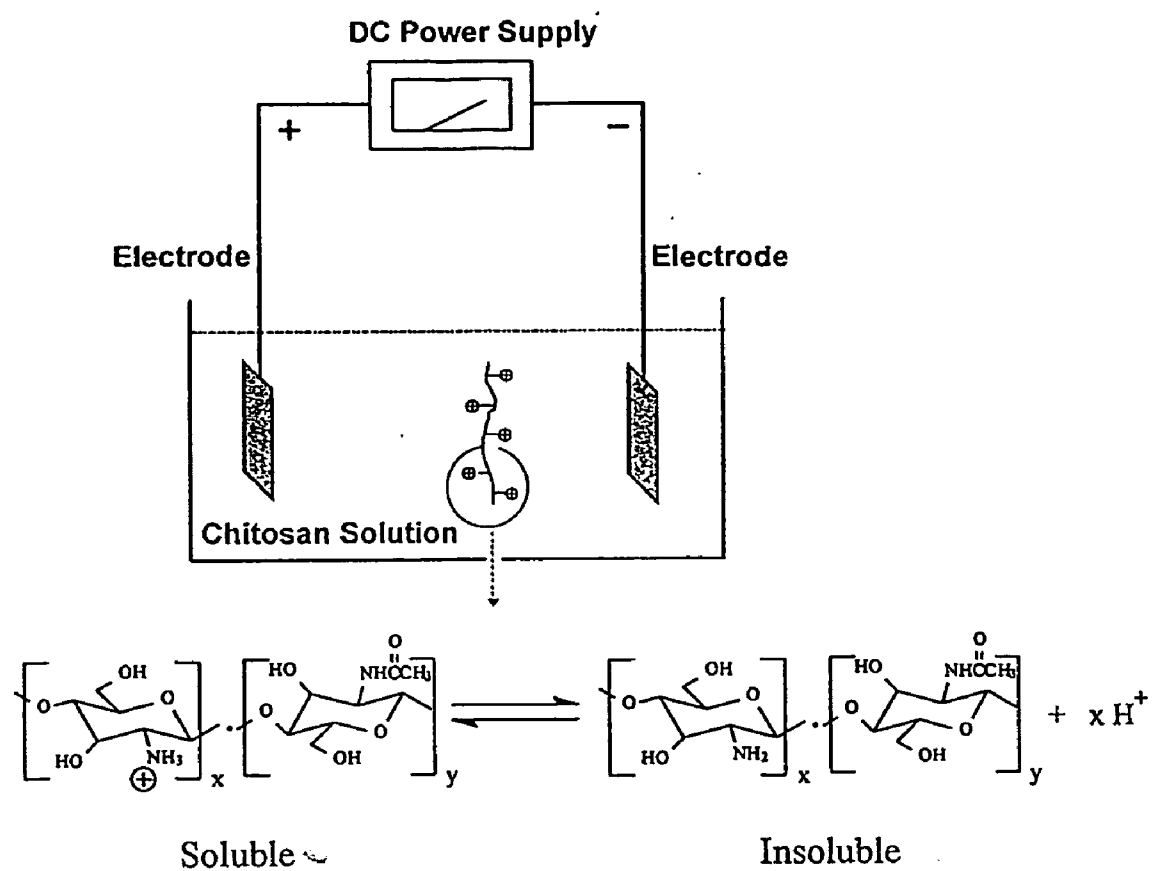 DC Power Supply
+ −
Electrode Electrode
⊕
⊕
⊕
⊕
⊕
Chitosan Solution
O
HO NHCCH₃ OH O O O NH₃ HO ⊕ x OH O y
O
HO NHCCH₃ OH O O O NH₂ HO x OH O y + x H⁺
Soluble Insoluble